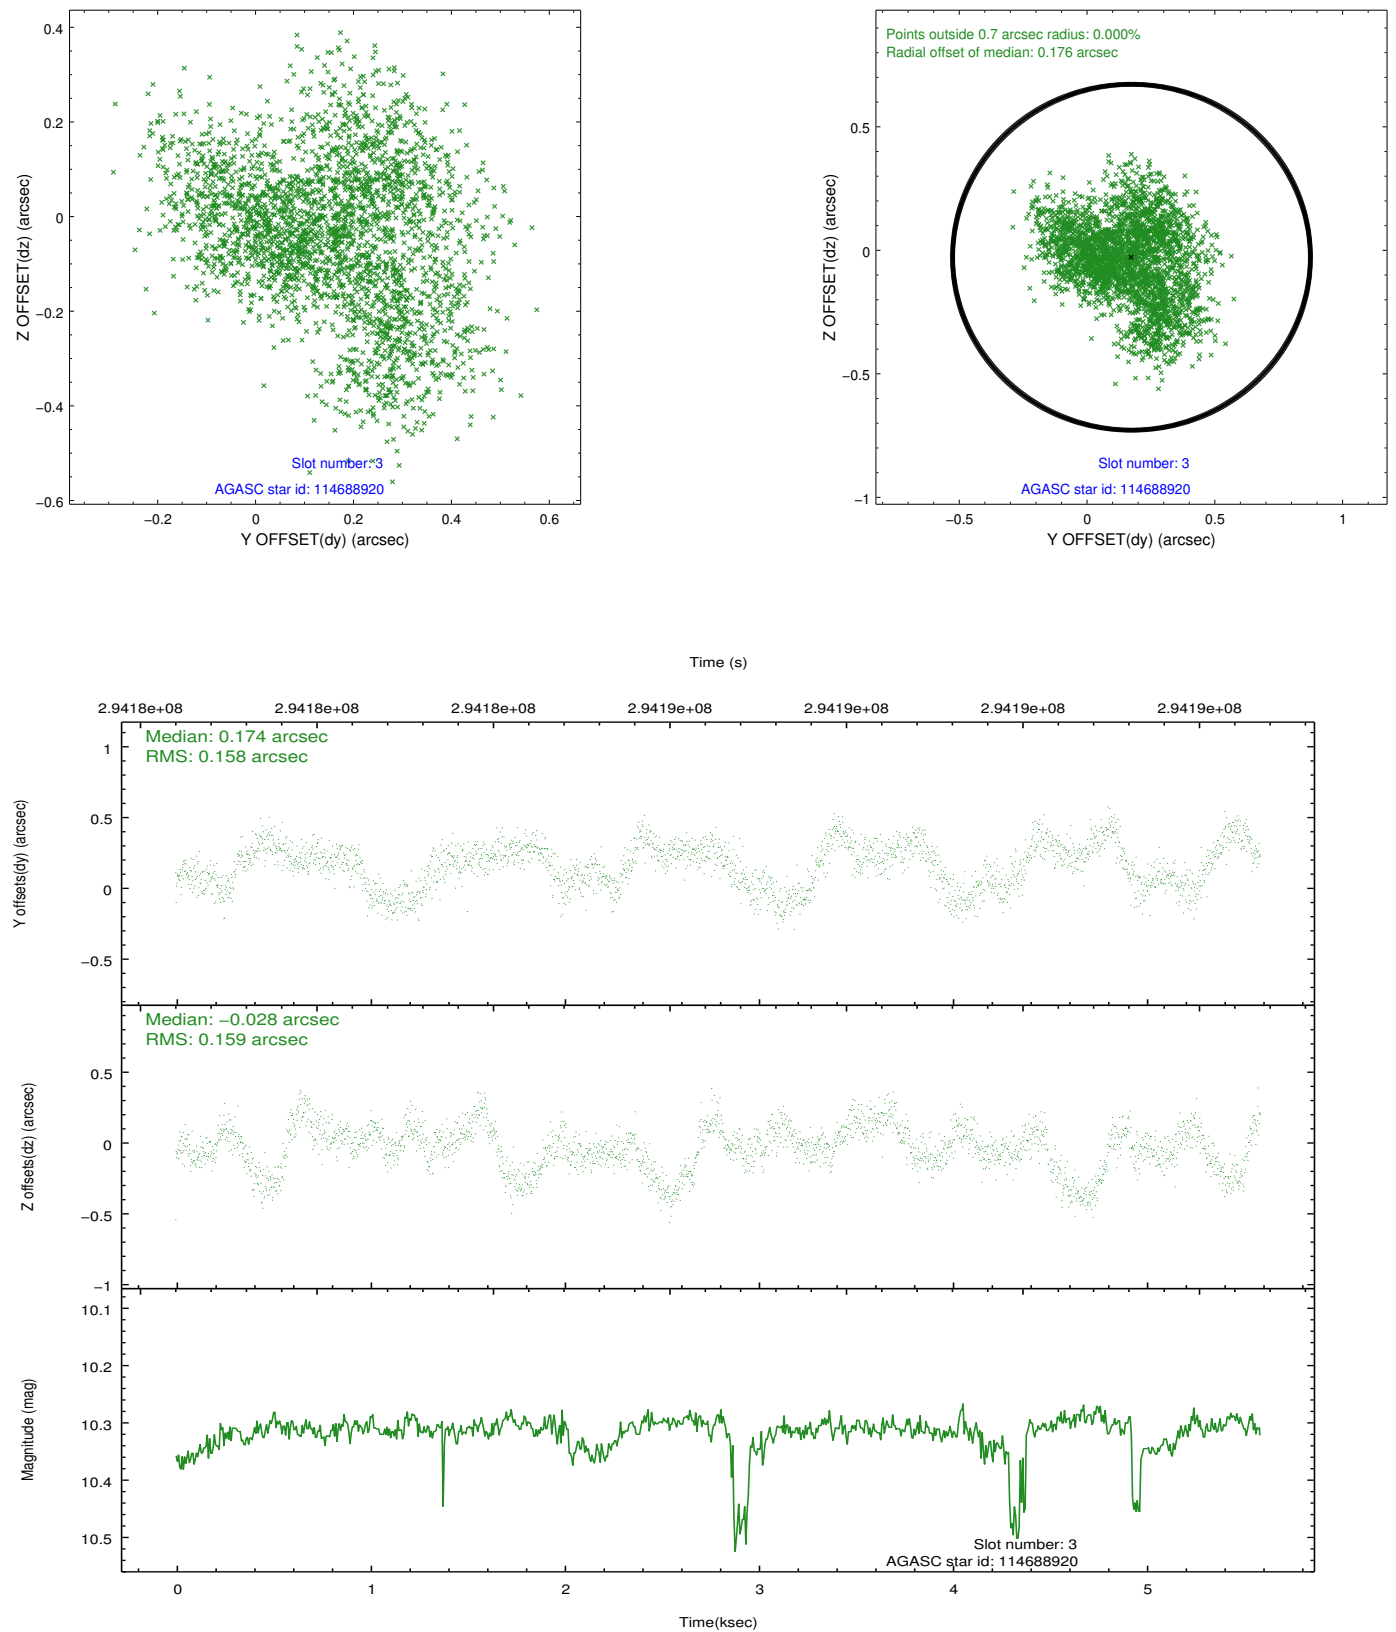 0.4
0.2
0
−0.2
−0.4
−0.6
Z OFFSET(dz) (arcsec)
Slot number: 3
AGASC star id: 114688920
−0.2 0 0.2 0.4 0.6
Y OFFSET(dy) (arcsec)
Points outside 0.7 arcsec radius: 0.000%
Radial offset of median: 0.176 arcsec
0.5
0
−0.5
−1
Z OFFSET(dz) (arcsec)
Slot number: 3
AGASC star id: 114688920
−0.5 0 0.5 1
Y OFFSET(dy) (arcsec)
Time (s)
2.9418e+08 2.9418e+08 2.9418e+08 2.9419e+08 2.9419e+08 2.9419e+08 2.9419e+08
Median: 0.174 arcsec
RMS: 0.158 arcsec
1
0.5
0
−0.5
Y offsets(dy) (arcsec)
Median: −0.028 arcsec
RMS: 0.159 arcsec
0.5
0
−0.5
−1
Z offsets(dz) (arcsec)
10.1
10.2
10.3
10.4
10.5
Magnitude (mag)
Slot number: 3
AGASC star id: 114688920
0 1 2 3 4 5
Time(ksec)